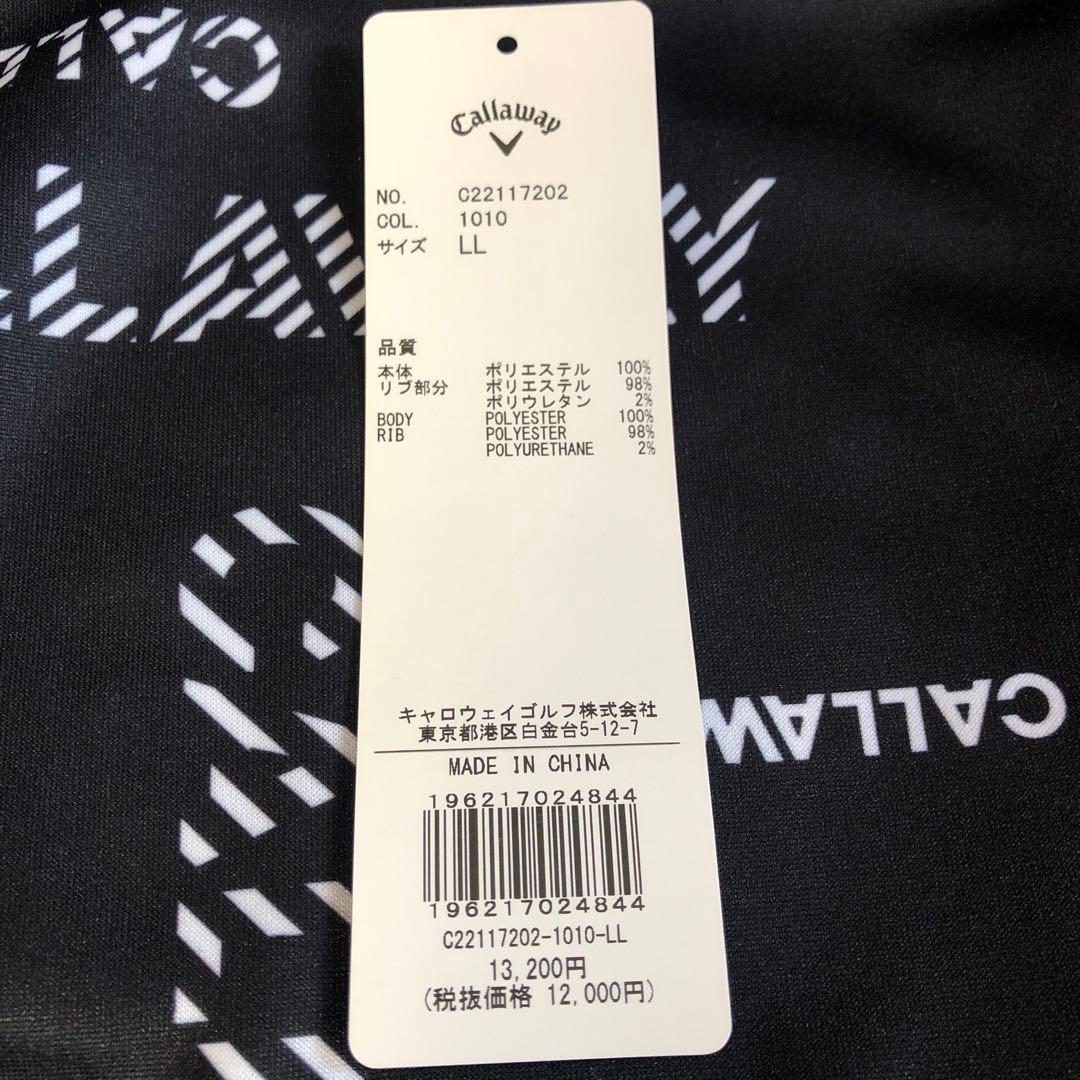 CALLA
LAWAY
Callaway
NO. C22117202
COL. 1010
サイズ LL
品質
本体 ポリエステル 100%
リブ部分 ポリエステル 98%
ポリウレタン 2%
BODY POLYESTER 100%
RIB POLYESTER 98%
POLYURETHANE 2%
CALLAW
キャロウェイゴルフ株式会社
東京都港区白金台5-12-7
MADE IN CHINA
196217024844
196217024844
C22117202-1010-LL
13,200円
(税抜価格 12,000円)